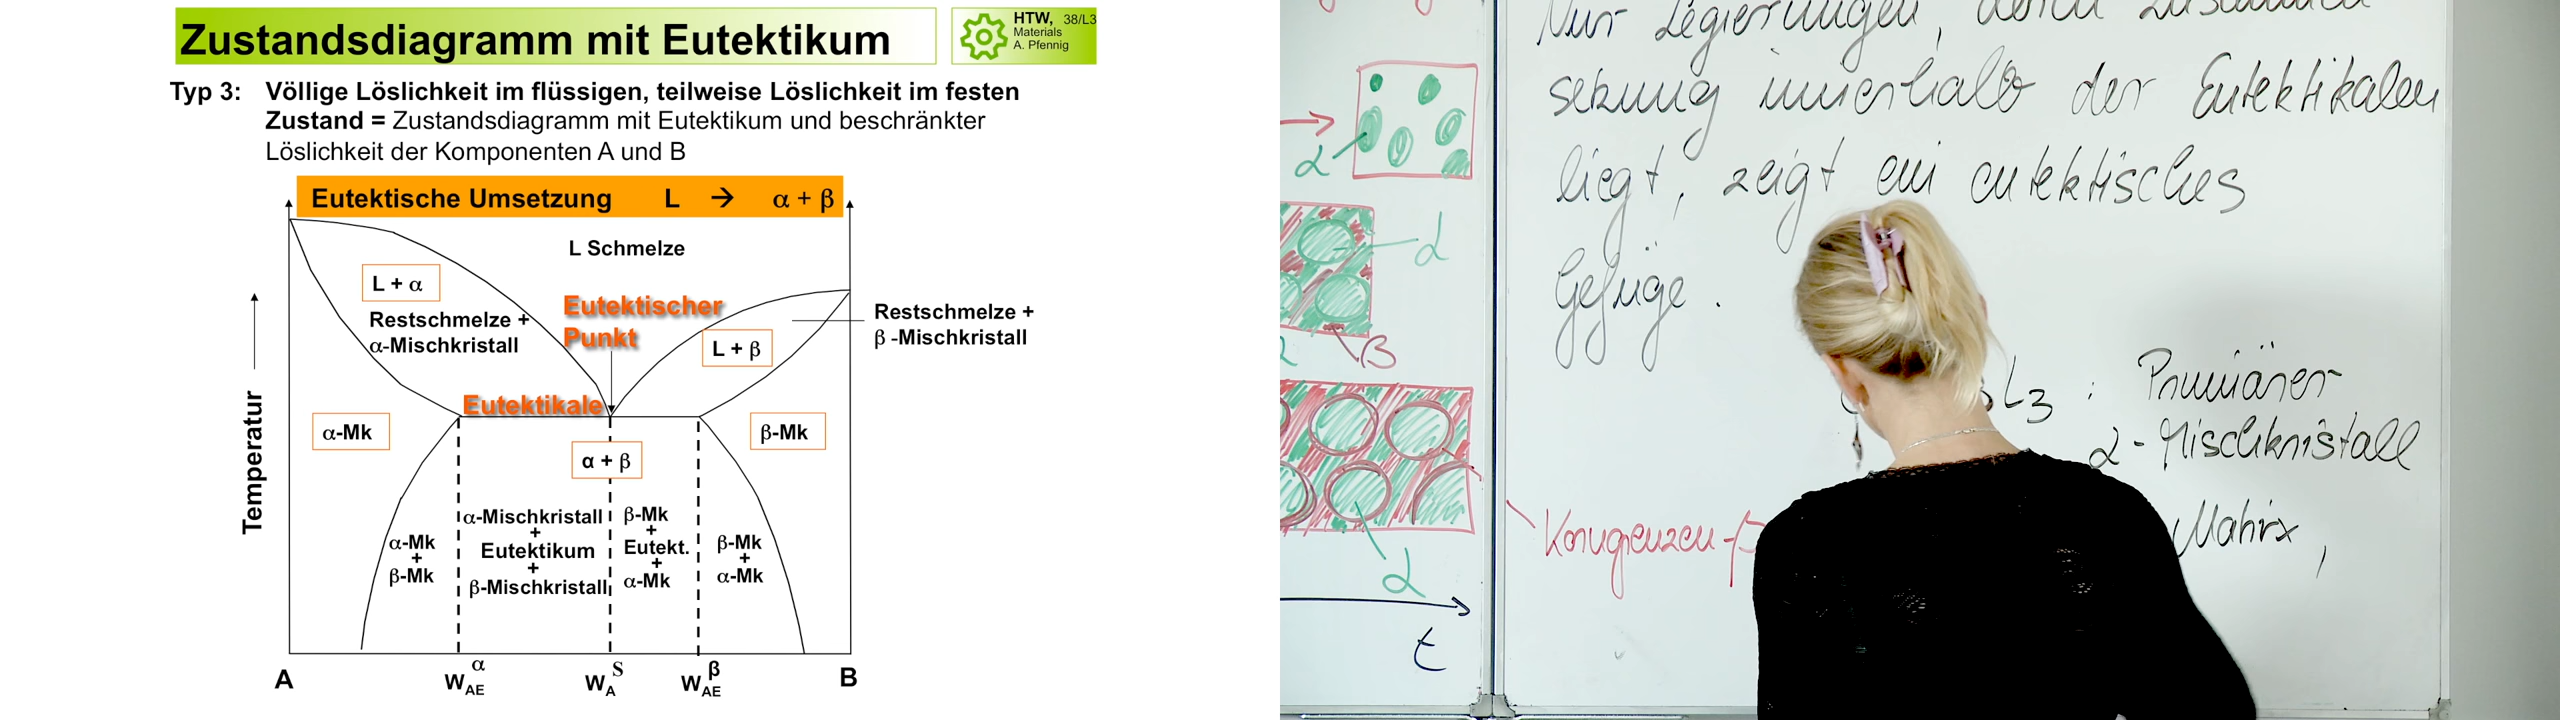 Zustandsdiagramm mit Eutektikum
HTW, 38/L3
Materials
A. Pfennig
Typ 3: Völlige Löslichkeit im flüssigen, teilweise Löslichkeit im festen
Zustand = Zustandsdiagramm mit Eutektikum und beschränkter
Löslichkeit der Komponenten A und B
Eutektische Umsetzung L → α + β
L Schmelze
L + α
Restschmelze +
α-Mischkristall
Eutektischer
Punkt
L + β
Restschmelze +
β -Mischkristall
Temperatur
Eutektikale
α-Mk
β-Mk
α + β
α-Mk
+
β-Mk
α-Mischkristall
+
Eutektikum
+
β-Mischkristall
β-Mk
+
Eutekt.
+
α-Mk
β-Mk
+
α-Mk
A
W AE α
W A S
W AE β
B
Nur Legierungen, deren Zusammen
setzung innerhalb der Eutektikalen
liegt, zeigt ein eutektisches
Gefüge.
L3 : Primärer
α-Mischkristall
Matrix,
Korngrenzen-β
α
α
β
α
t